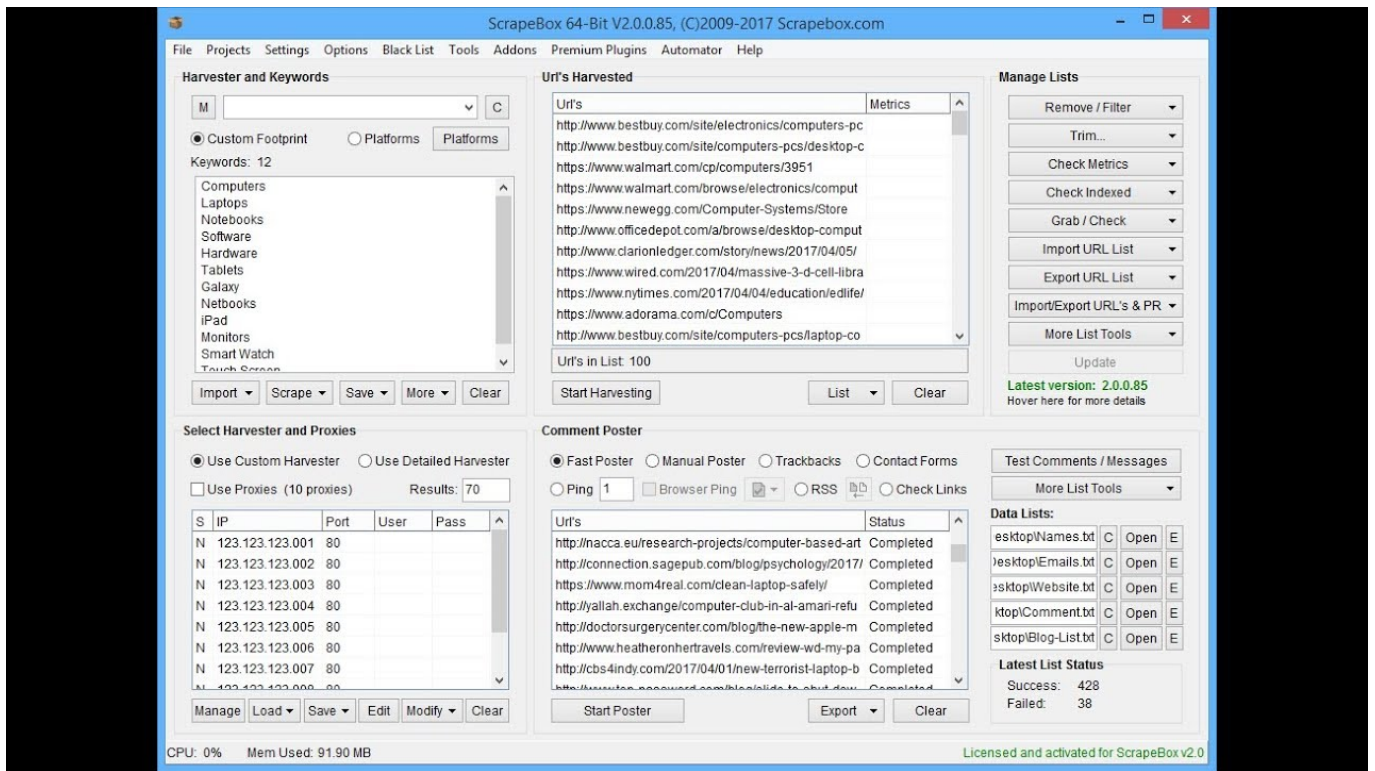 ScrapeBox 64-Bit V2.0.0.85, (C)2009-2017 Scrapebox.com
File Projects Settings Options Black List Tools Addons Premium Plugins Automator Help
Harvester and Keywords
M
C
Custom Footprint Platforms Platforms
Keywords: 12
Computers
Laptops
Notebooks
Software
Hardware
Tablets
Galaxy
Netbooks
iPad
Monitors
Smart Watch
Touch Screen
Import Scrape Save More Clear
Url's Harvested
Url's Metrics
http://www.bestbuy.com/site/electronics/computers-pc
http://www.bestbuy.com/site/computers-pcs/desktop-c
https://www.walmart.com/cp/computers/3951
https://www.walmart.com/browse/electronics/comput
https://www.newegg.com/Computer-Systems/Store
http://www.officedepot.com/a/browse/desktop-comput
http://www.clarionledger.com/story/news/2017/04/05/
https://www.wired.com/2017/04/massive-3-d-cell-libra
https://www.nytimes.com/2017/04/04/education/edlife/
https://www.adorama.com/c/Computers
http://www.bestbuy.com/site/computers-pcs/laptop-co
Url's in List: 100
Start Harvesting List Clear
Manage Lists
Remove / Filter
Trim...
Check Metrics
Check Indexed
Grab / Check
Import URL List
Export URL List
Import/Export URL's & PR
More List Tools
Update
Latest version: 2.0.0.85
Hover here for more details
Select Harvester and Proxies
Use Custom Harvester Use Detailed Harvester
Use Proxies (10 proxies) Results: 70
S IP Port User Pass
N 123.123.123.001 80
N 123.123.123.002 80
N 123.123.123.003 80
N 123.123.123.004 80
N 123.123.123.005 80
N 123.123.123.006 80
N 123.123.123.007 80
N 123.123.123.008 80
Manage Load Save Edit Modify Clear
Comment Poster
Fast Poster Manual Poster Trackbacks Contact Forms
Ping 1 Browser Ping RSS Check Links
Url's Status
http://nacca.eu/research-projects/computer-based-art Completed
http://connection.sagepub.com/blog/psychology/2017/ Completed
https://www.mom4real.com/clean-laptop-safely/ Completed
http://yallah.exchange/computer-club-in-al-amari-refu Completed
http://doctorsurgerycenter.com/blog/the-new-apple-m Completed
http://www.heatheronhertravels.com/review-wd-my-pa Completed
http://cbs4indy.com/2017/04/01/new-terrorist-laptop-b Completed
http://www.top-password.com/blog/slide-to-shut-dow Completed
Start Poster Export Clear
Test Comments / Messages
More List Tools
Data Lists:
esktop\Names.txt C Open E
esktop\Emails.txt C Open E
esktop\Website.txt C Open E
ktop\Comment.txt C Open E
sktop\Blog-List.txt C Open E
Latest List Status
Success: 428
Failed: 38
CPU: 0% Mem Used: 91.90 MB
Licensed and activated for ScrapeBox v2.0